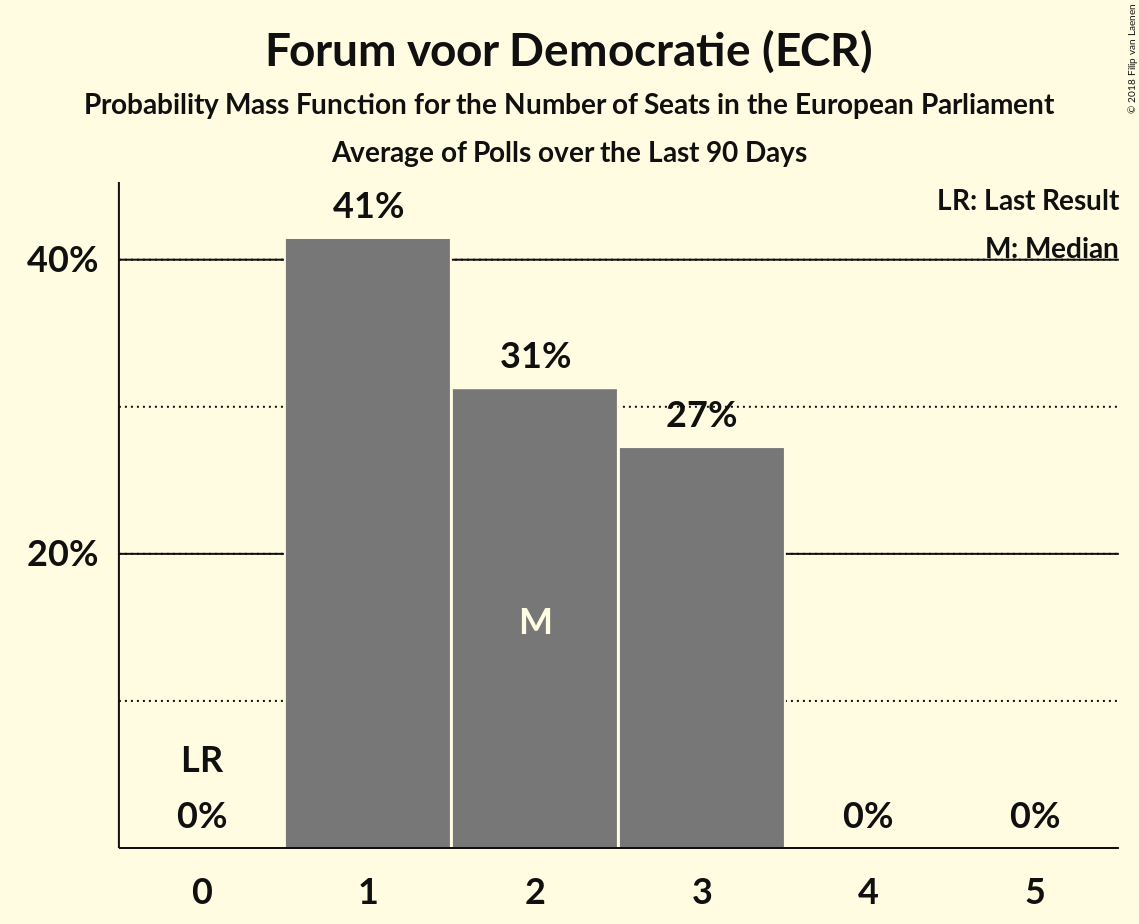 Forum voor Democratie (ECR)
Probability Mass Function for the Number of Seats in the European Parliament
Average of Polls over the Last 90 Days
© 2018 Filip van Laenen
LR: Last Result
M: Median
41%
40%
31%
27%
20%
M
LR
0%
0%
0%
0
1
2
3
4
5